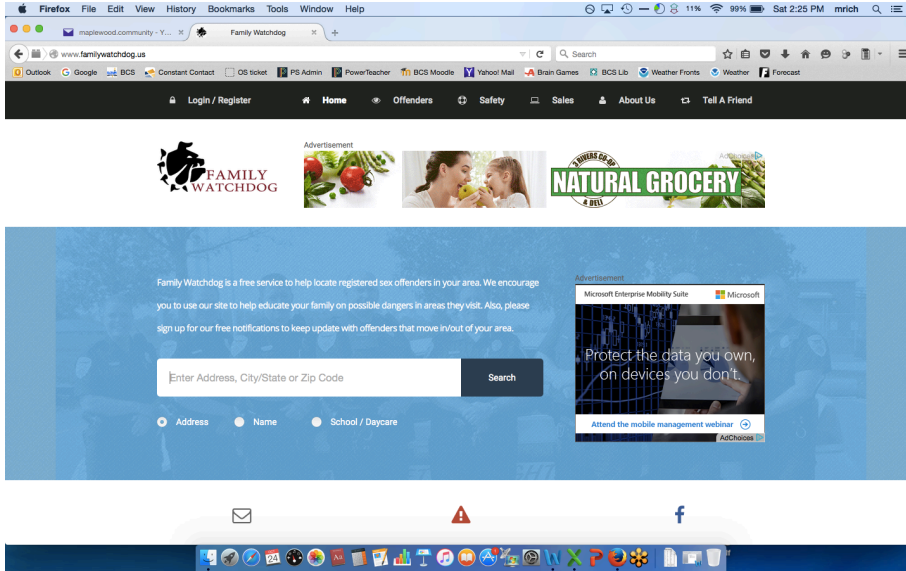 Firefox File Edit View History Bookmarks Tools Window Help 11% 99% Sat 2:25 PM mrich
maplewood.community - Y... × Family Watchdog × +
www.familywatchdog.us Search
Outlook Google BCS Constant Contact OS ticket PS Admin PowerTeacher BCS Moodle Yahoo! Mail Brain Games BCS Lib Weather Fronts Weather Forecast
Login / Register Home Offenders Safety Sales About Us Tell A Friend
Advertisement
AdChoices
FAMILY
WATCHDOG
3 RIVERS CO-OP
NATURAL GROCERY
& DELI
Family Watchdog is a free service to help locate registered sex offenders in your area. We encourage
you to use our site to help educate your family on possible dangers in areas they visit. Also, please
sign up for our free notifications to keep update with offenders that move in/out of your area.
Enter Address, City/State or Zip Code Search
Address Name School / Daycare
Advertisement
Microsoft Enterprise Mobility Suite Microsoft
Protect the data you own,
on devices you don't.
Attend the mobile management webinar
AdChoices
24